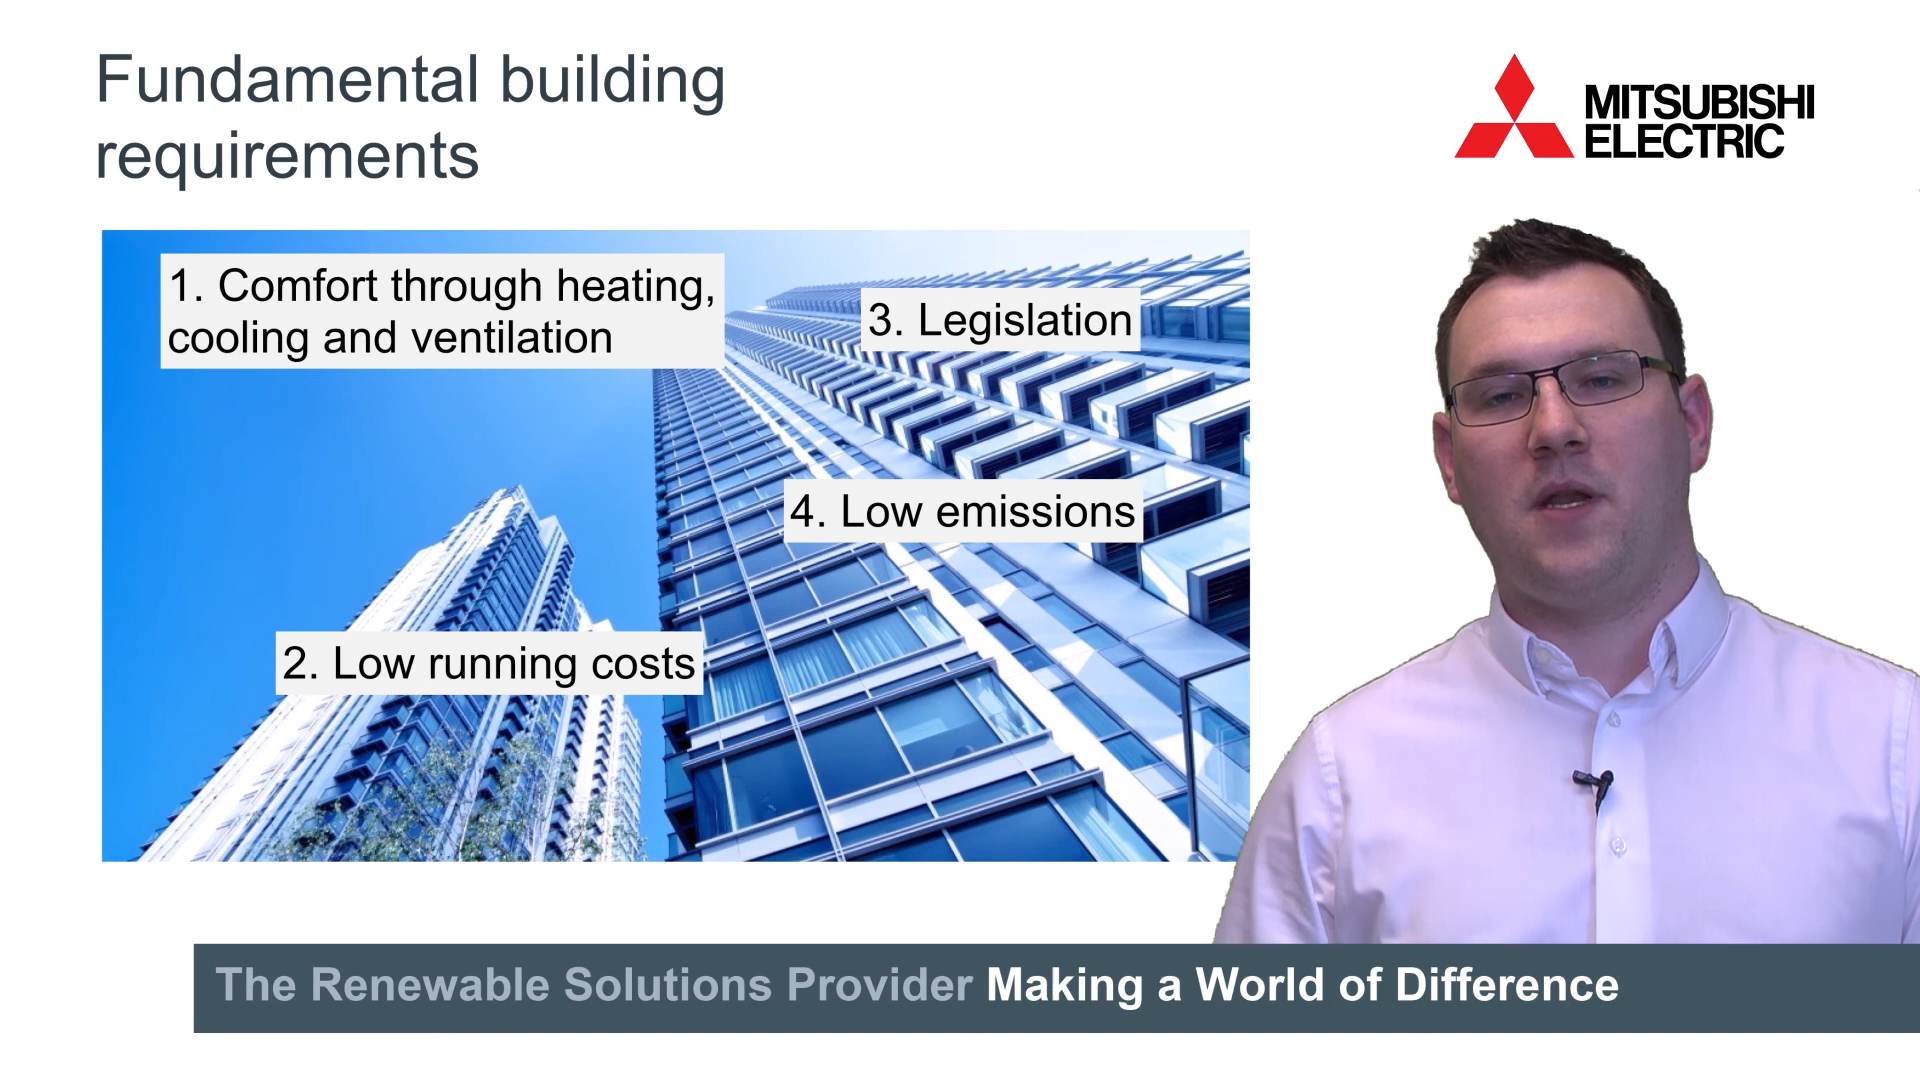 Fundamental building
requirements
MITSUBISHI
ELECTRIC
1. Comfort through heating,
cooling and ventilation
3. Legislation
4. Low emissions
2. Low running costs
The Renewable Solutions Provider Making a World of Difference